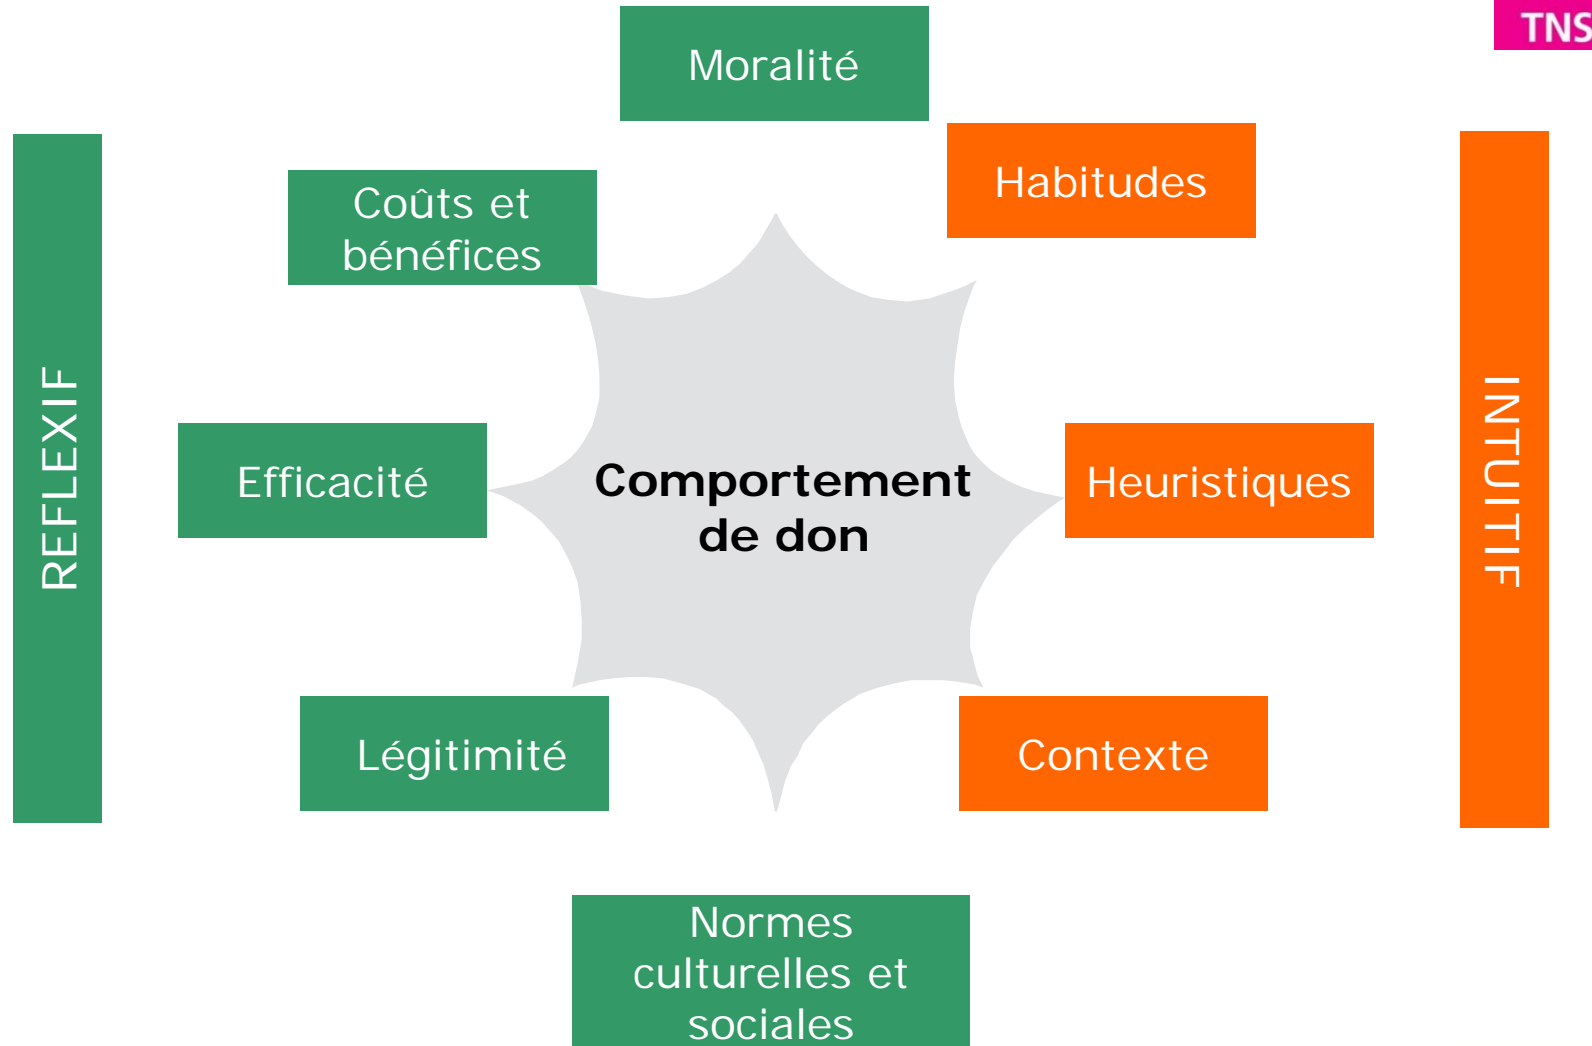 TNS
Moralité
Habitudes
Coûts et
bénéfices
REFLEXIF
Efficacité
Comportement
de don
Heuristiques
INTUITIF
Légitimité
Contexte
Normes
culturelles et
sociales